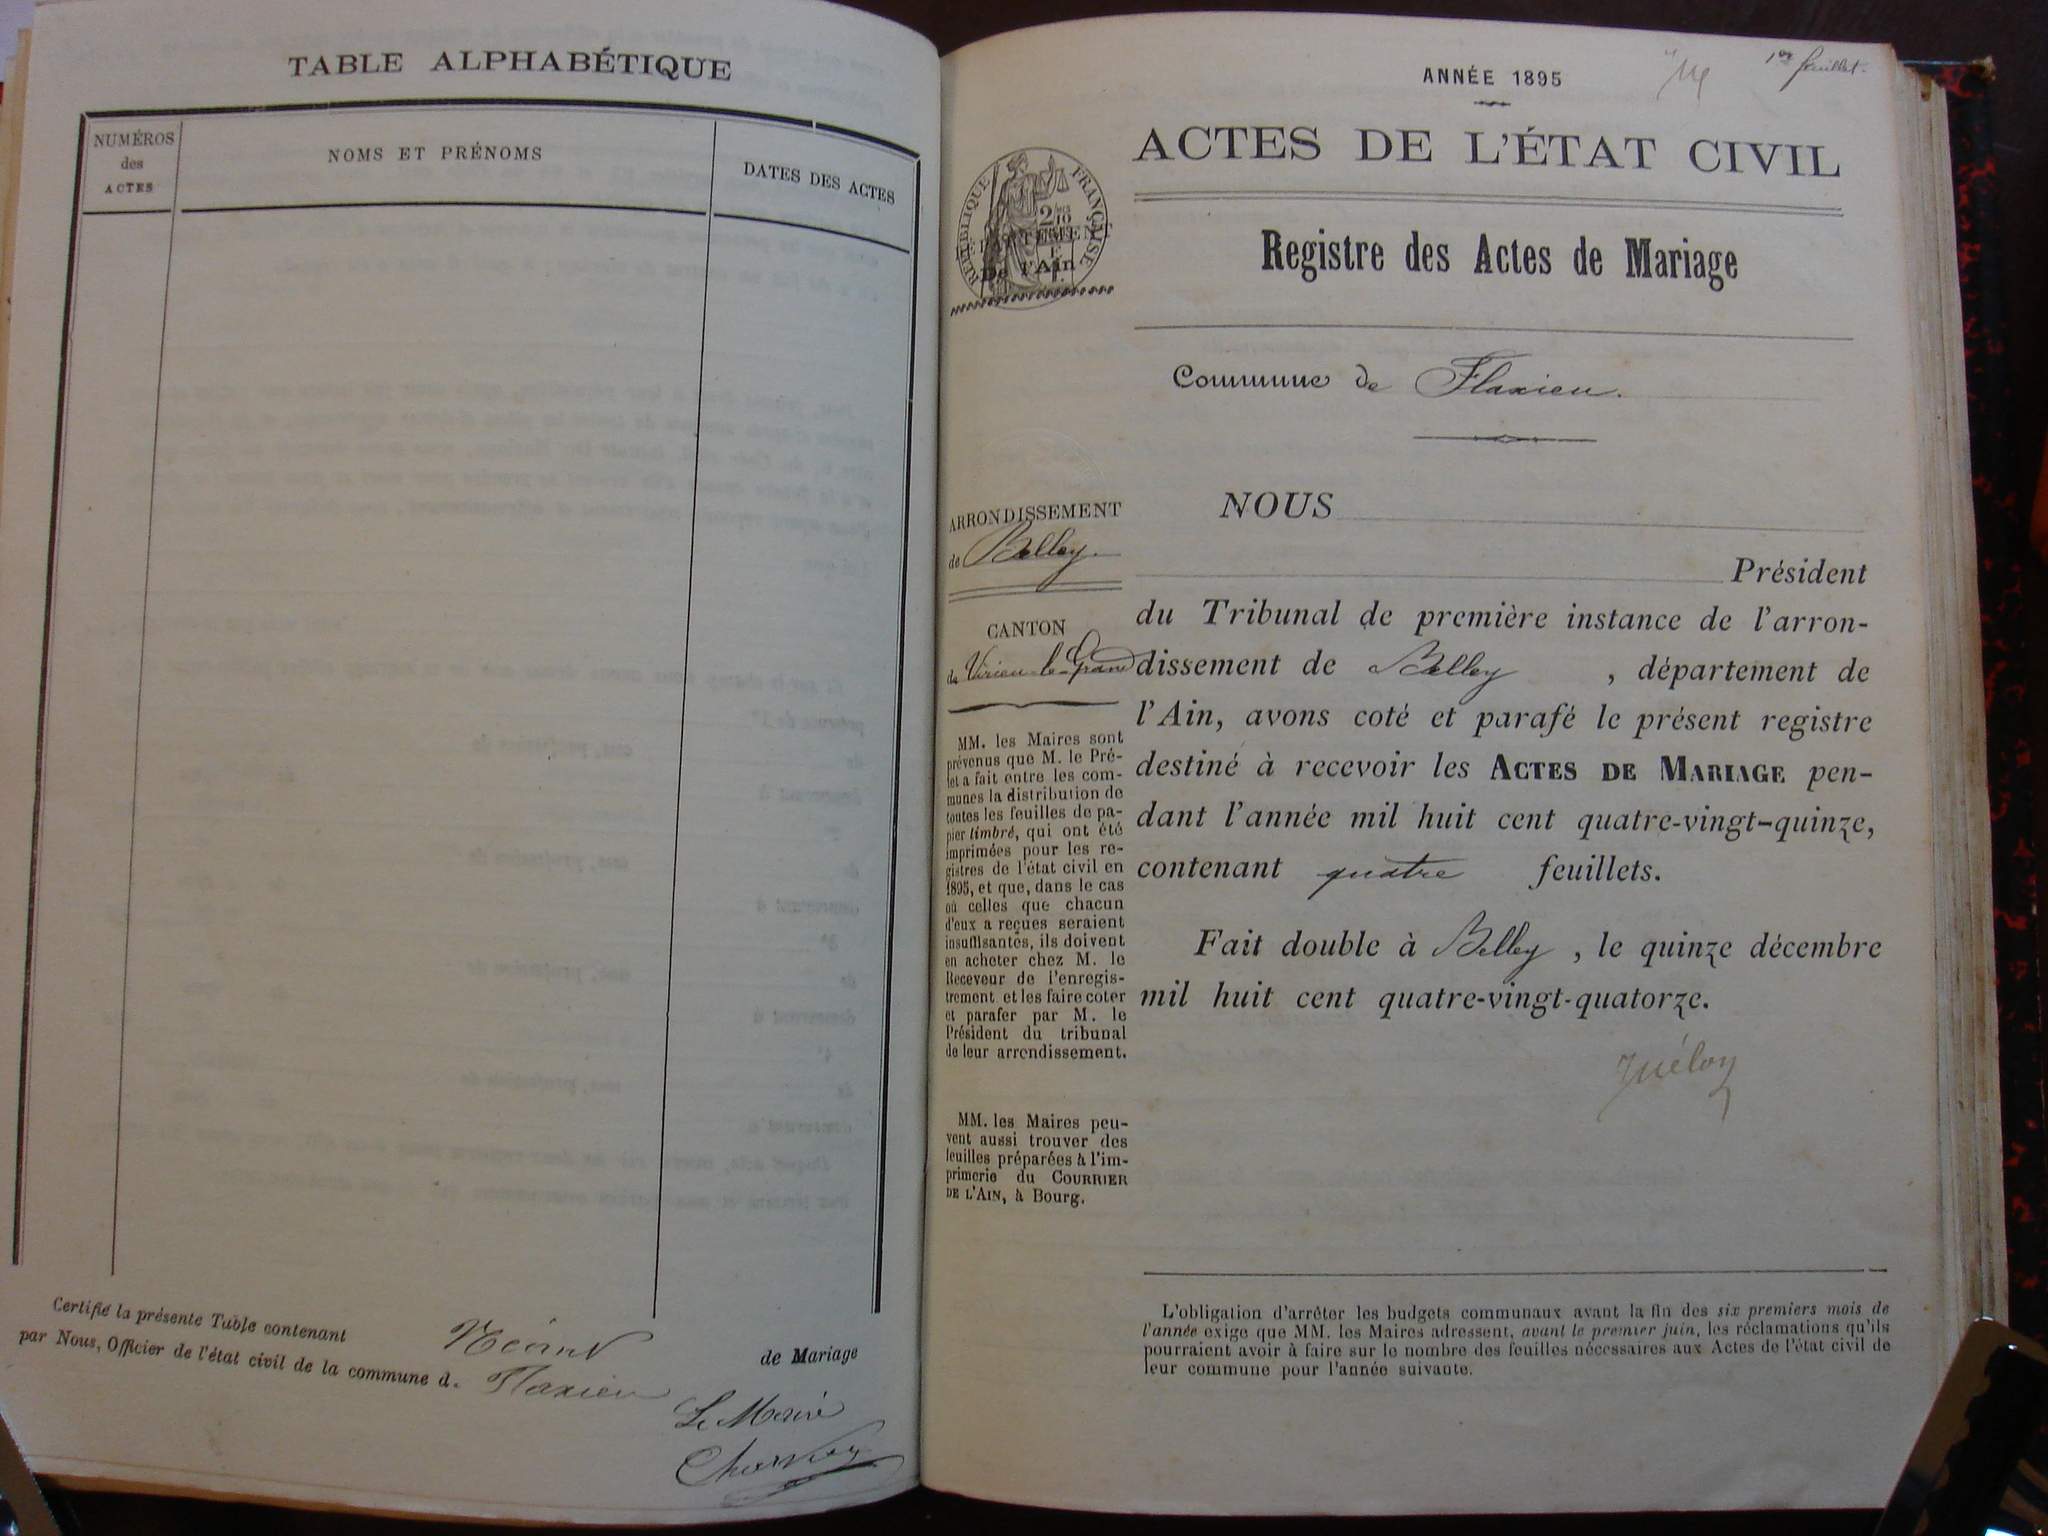 TABLE ALPHABÉTIQUE
NUMÉROS
des
ACTES
NOMS ET PRÉNOMS
DATES DES ACTES
Certifié la présente Table contenant Néant de Mariage
par Nous, Officier de l'état civil de la commune d. Flaxieu
Le Maire
1er feuillet.
ANNÉE 1895
ACTES DE L'ÉTAT CIVIL
RÉPUBLIQUE FRANÇAISE
De l'Ain
Registre des Actes de Mariage
Commune de Flaxieu.
ARRONDISSEMENT
de Belley.
CANTON
de Virieu-le-Grand
MM. les Maires sont
prévenus que M. le Pré-
fet a fait entre les com-
munes la distribution de
toutes les feuilles de pa-
pier timbré, qui ont été
imprimées pour les re-
gistres de l'état civil en
1895, et que, dans le cas
où celles que chacun
d'eux a reçues seraient
insuffisantes, ils doivent
en acheter chez M. le
Receveur de l'enregis-
trement et les faire coter
et parafer par M. le
Président du tribunal
de leur arrondissement.
MM. les Maires peu-
vent aussi trouver des
feuilles préparées à l'im-
primerie du COURRIER
DE L'AIN, à Bourg.
NOUS
Président
du Tribunal de première instance de l'arron-
dissement de Belley , département de
l'Ain, avons coté et parafé le présent registre
destiné à recevoir les ACTES DE MARIAGE pen-
dant l'année mil huit cent quatre-vingt-quinze,
contenant quatre feuillets.
Fait double à Belley , le quinze décembre
mil huit cent quatre-vingt-quatorze.
L'obligation d'arrêter les budgets communaux avant la fin des six premiers mois de
l'année exige que MM. les Maires adressent, avant le premier juin, les réclamations qu'ils
pourraient avoir à faire sur le nombre des feuilles nécessaires aux Actes de l'état civil de
leur commune pour l'année suivante.